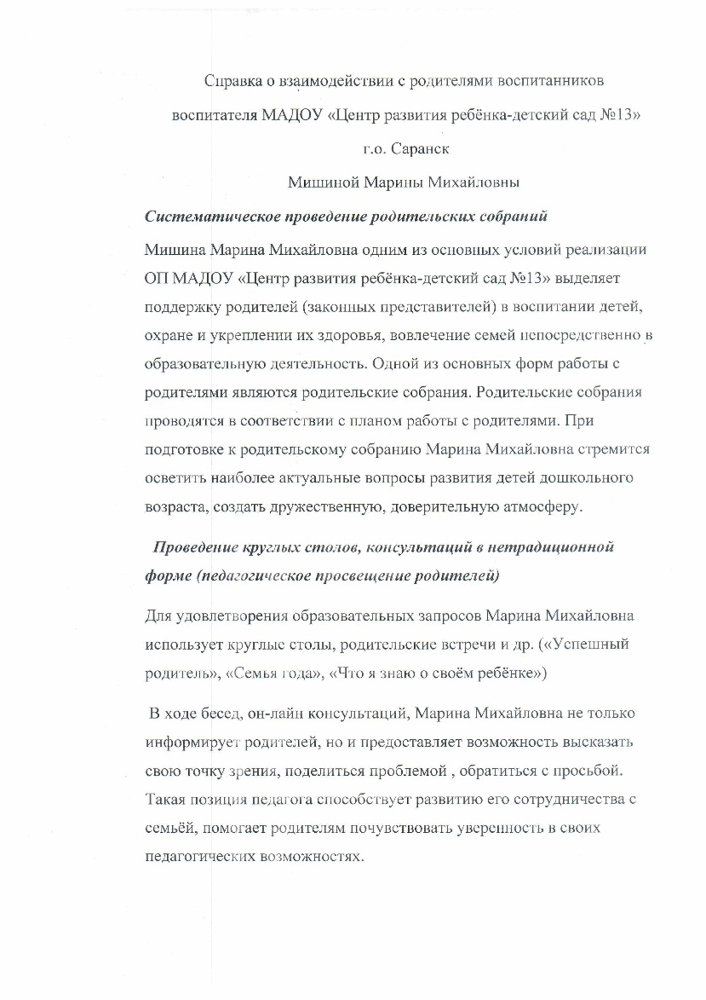 Справка о взаимодействии с родителями воспитанников
воспитателя МАДОУ «Центр развития ребёнка-детский сад №13»
г.о. Саранск
Мишиной Марины Михайловны
Систематическое проведение родительских собраний
Мишина Марина Михайловна одним из основных условий реализации
ОП МАДОУ «Центр развития ребёнка-детский сад №13» выделяет
поддержку родителей (законных представителей) в воспитании детей,
охране и укреплении их здоровья, вовлечение семей непосредственно в
образовательную деятельность. Одной из основных форм работы с
родителями являются родительские собрания. Родительские собрания
проводятся в соответствии с планом работы с родителями. При
подготовке к родительскому собранию Марина Михайловна стремится
осветить наиболее актуальные вопросы развития детей дошкольного
возраста, создать дружественную, доверительную атмосферу.
Проведение круглых столов, консультаций в нетрадиционной
форме (педагогическое просвещение родителей)
Для удовлетворения образовательных запросов Марина Михайловна
использует круглые столы, родительские встречи и др. («Успешный
родитель», «Семья года», «Что я знаю о своём ребёнке»)
В ходе бесед, он-лайн консультаций, Марина Михайловна не только
информирует родителей, но и предоставляет возможность высказать
свою точку зрения, поделиться проблемой , обратиться с просьбой.
Такая позиция педагога способствует развитию его сотрудничества с
семьёй, помогает родителям почувствовать уверенность в своих
педагогических возможностях.